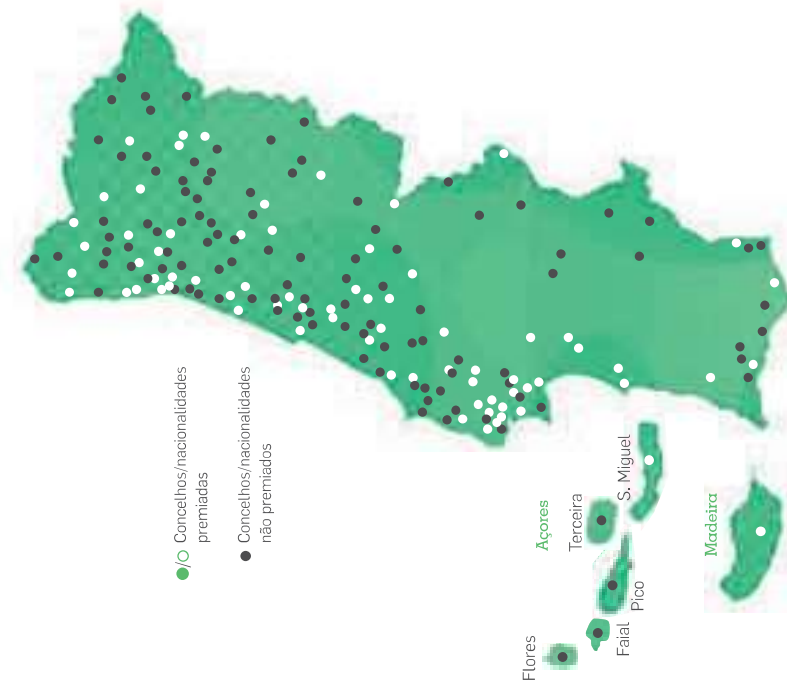 Concelhos/nacionalidades
premiadas
Concelhos/nacionalidades
não premiados
Açores
Flores
Faial
Pico
Terceira
S. Miguel
Madeira